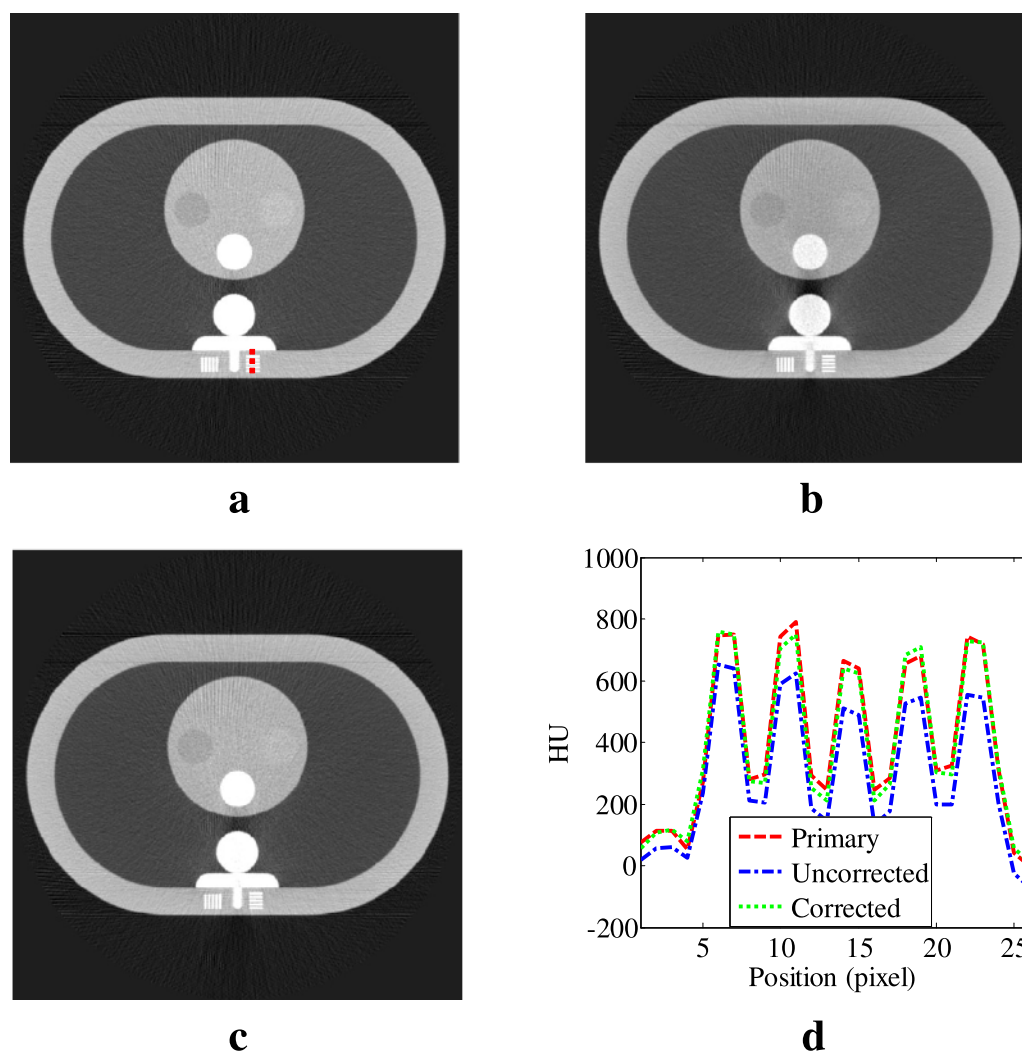 a
b
c
1000
800
600
400
200
0
-200
HU
Primary
Uncorrected
Corrected
5 10 15 20 25
Position (pixel)
d